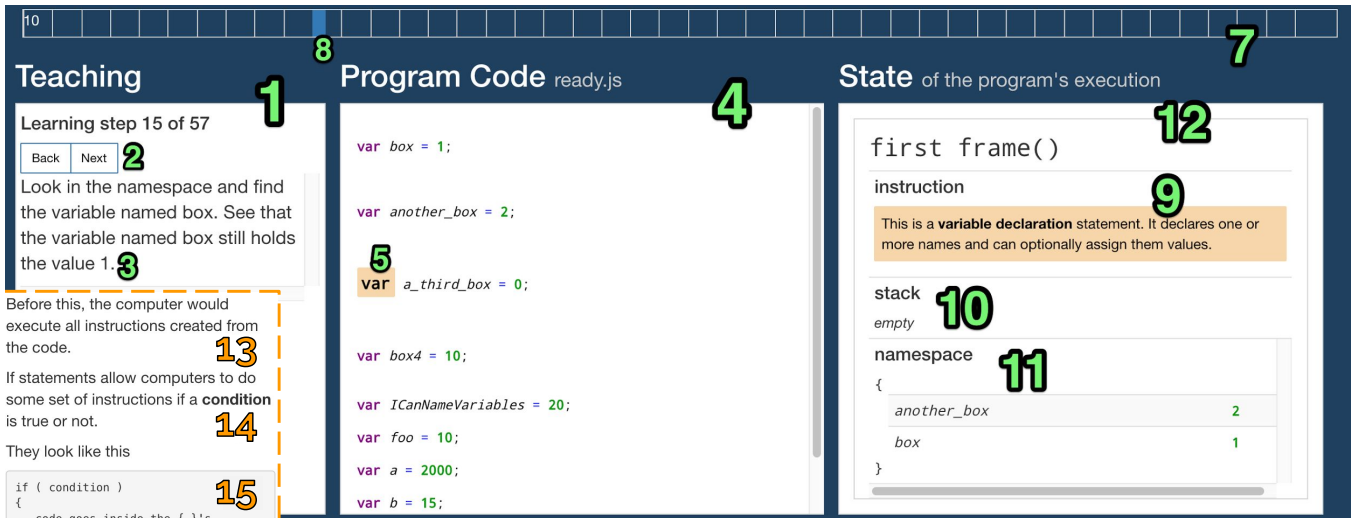 10
8
7
Teaching
1
Program Code ready.js
4
State of the program's execution
12
Learning step 15 of 57
Back Next 2
Look in the namespace and find
the variable named box. See that
the variable named box still holds
the value 1. 3
Before this, the computer would
execute all instructions created from
the code.
13
If statements allow computers to do
some set of instructions if a condition
is true or not.
14
They look like this
if ( condition )
15
{
code goes inside the { }'s
var box = 1;
var another_box = 2;
5
var a_third_box = 0;
var box4 = 10;
var ICanNameVariables = 20;
var foo = 10;
var a = 2000;
var b = 15;
first frame()
instruction
9
This is a variable declaration statement. It declares one or
more names and can optionally assign them values.
stack
10
empty
namespace
11
{
another_box 2
box 1
}